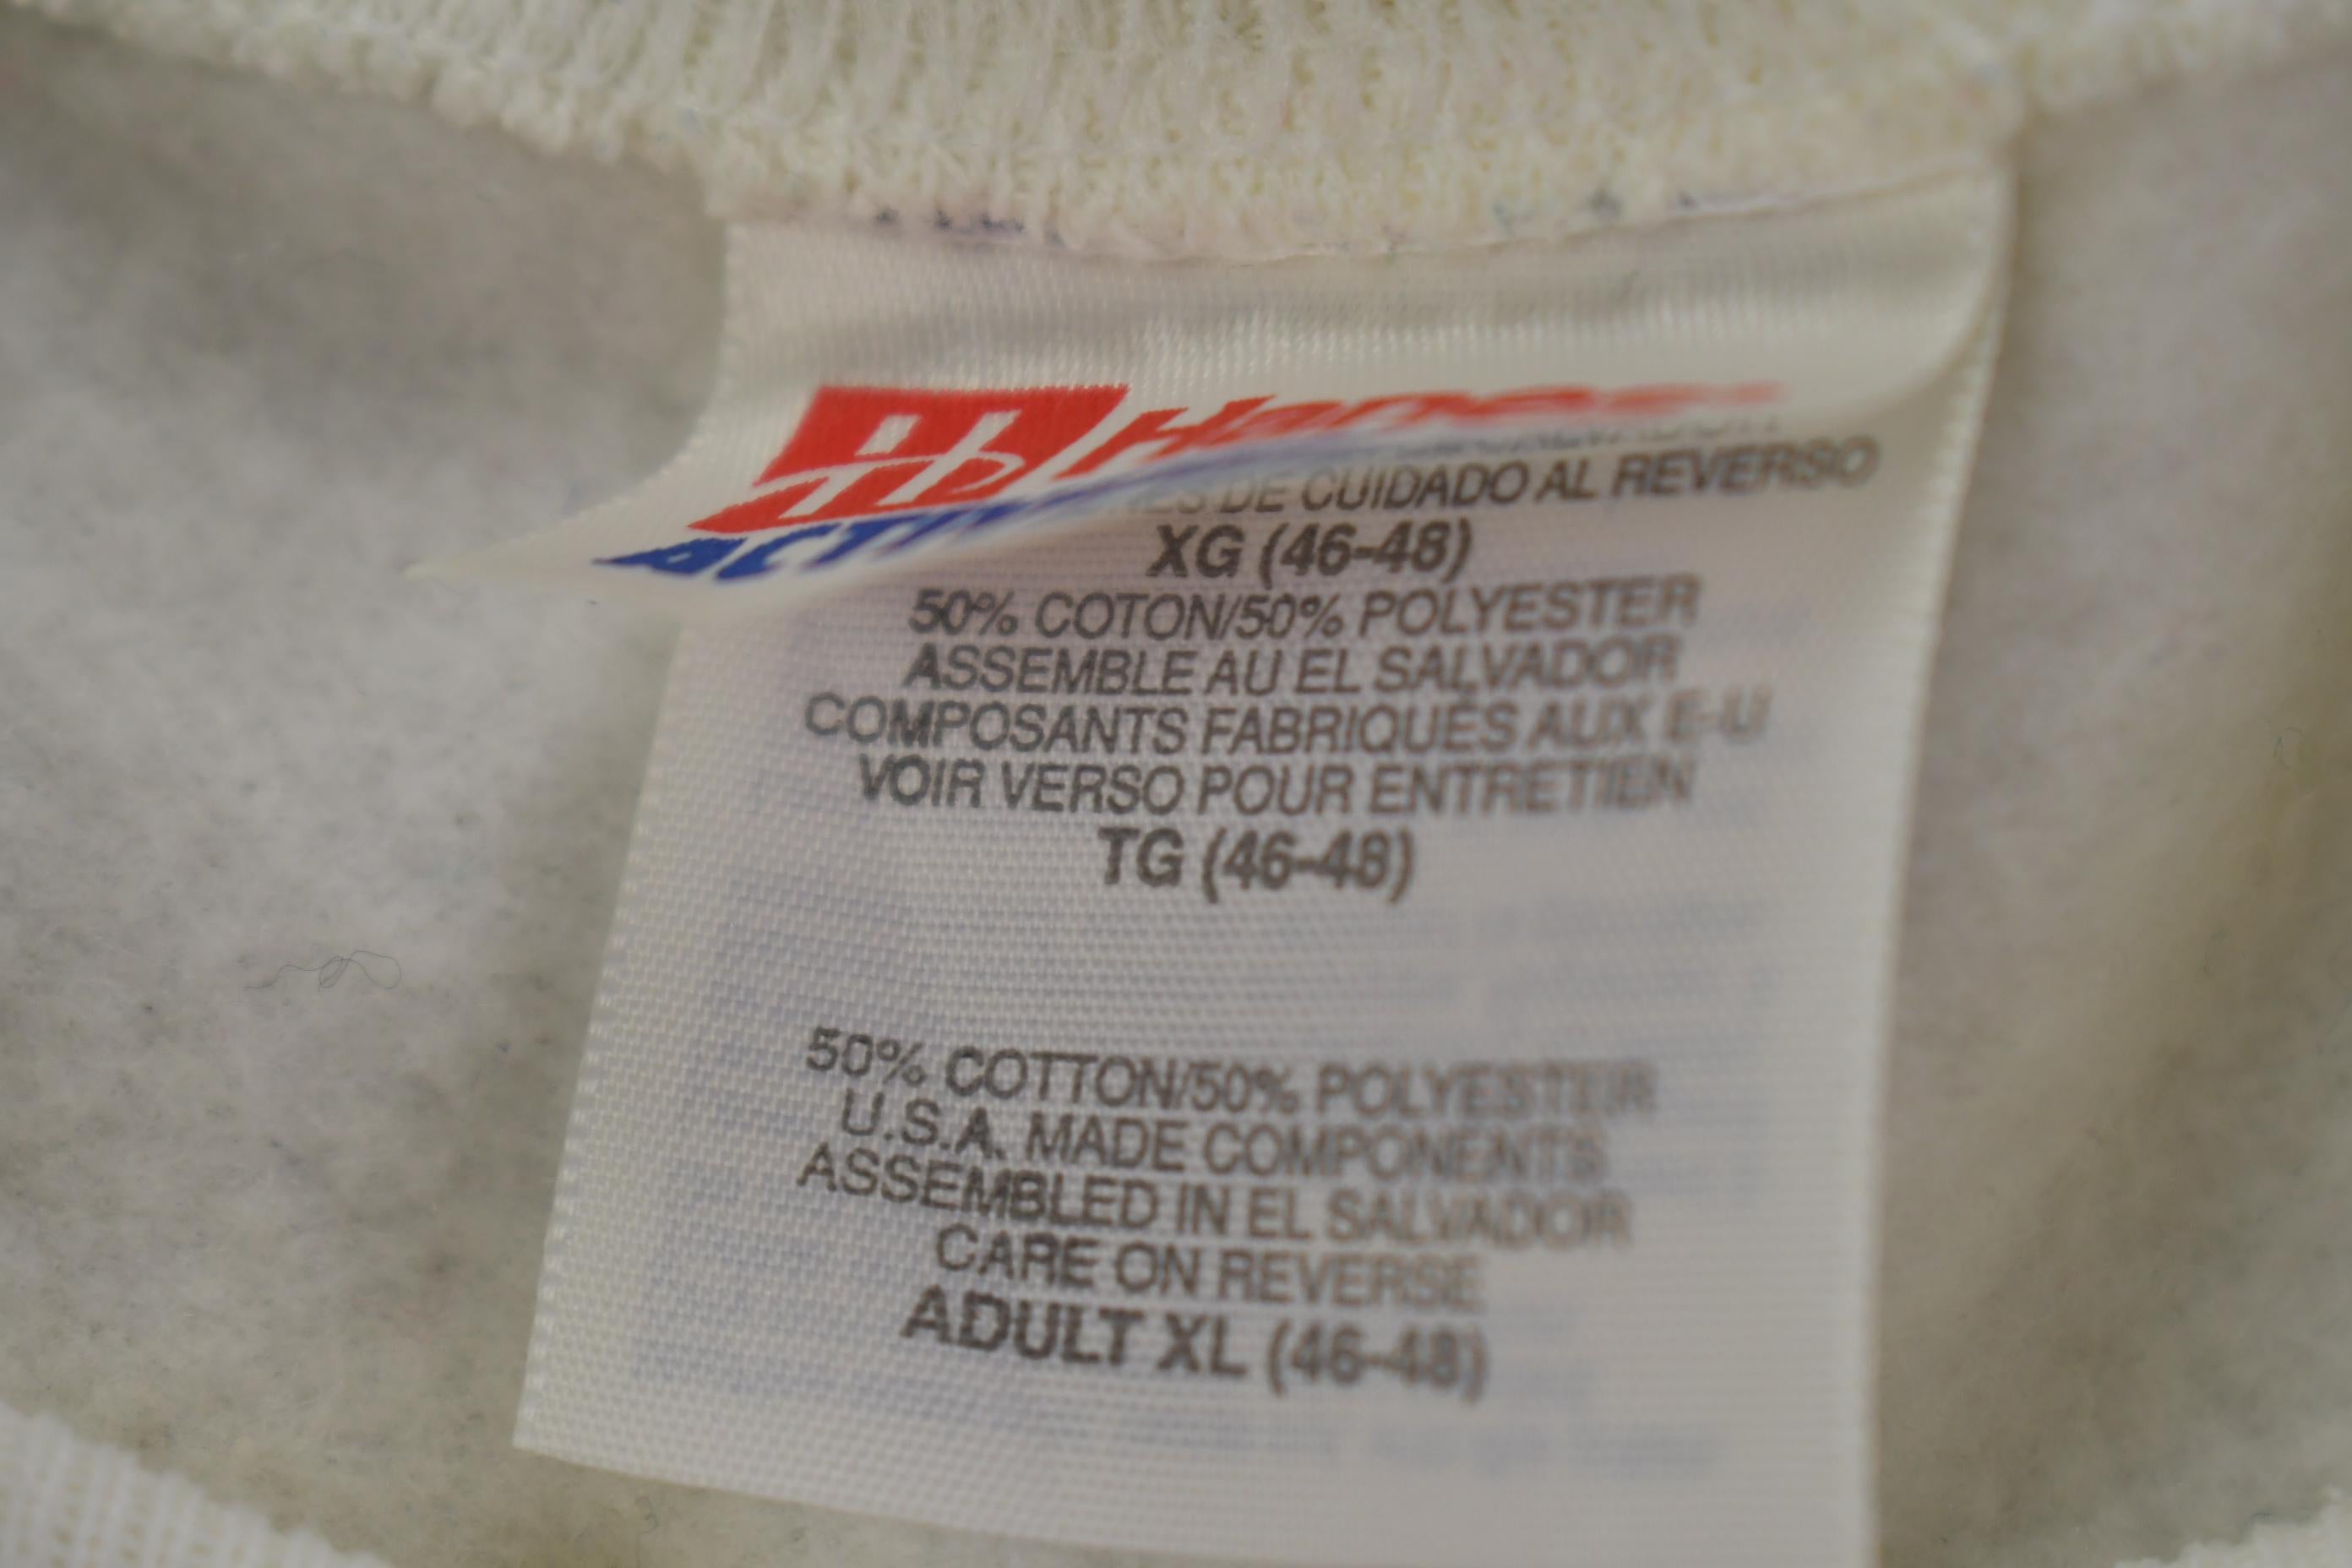 Hanes
DE CUIDADO AL REVERSO
XG (46-48)
50% COTON/50% POLYESTER
ASSEMBLE AU EL SALVADOR
COMPOSANTS FABRIQUÉS AUX E-U
VOIR VERSO POUR ENTRETIEN
TG (46-48)
50% COTTON/50% POLYESTER
U.S.A. MADE COMPONENTS
ASSEMBLED IN EL SALVADOR
CARE ON REVERSE
ADULT XL (46-48)